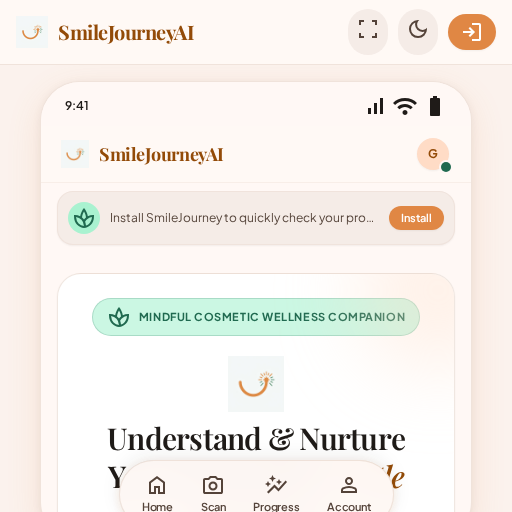 SmileJourneyAI
9:41
SmileJourneyAI
G
Install SmileJourney to quickly check your pro...
Install
MINDFUL COSMETIC WELLNESS COMPANION
Understand & Nurture
Home
Scan
Progress
Account